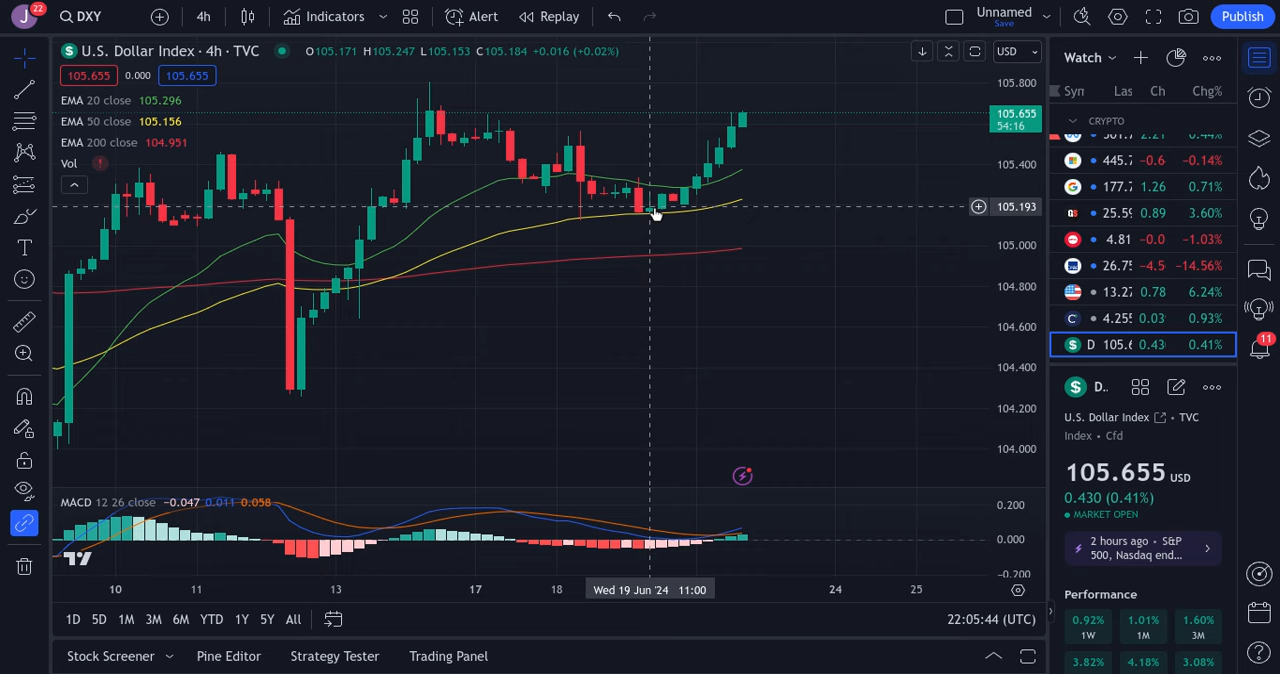 J 22 DXY 4h Indicators Alert Replay Unnamed Save Publish
$ U.S. Dollar Index · 4h · TVC O105.171 H105.247 L105.153 C105.184 +0.016 (+0.02%) USD
105.655 0.000 105.655
EMA 20 close 105.296
EMA 50 close 105.156
EMA 200 close 104.951
Vol !
105.800
105.655
54:16
105.400
105.193
105.000
104.800
104.600
104.400
104.200
104.000
MACD 12 26 close −0.047 0.011 0.058
0.200
0.000
−0.200
10 11 13 17 18 Wed 19 Jun '24 11:00 24 25
1D 5D 1M 3M 6M YTD 1Y 5Y All 22:05:44 (UTC)
Stock Screener Pine Editor Strategy Tester Trading Panel
Watch
Syn Las Ch Chg%
CRYPTO
445.7 −0.6 −0.14%
G 177.7 1.26 0.71%
25.59 0.89 3.60%
4.81 −0.0 −1.03%
26.75 −4.5 −14.56%
13.27 0.78 6.24%
C 4.255 0.03 0.93%
$ D 105.6 0.43 0.41%
$ D..
U.S. Dollar Index · TVC
Index · Cfd
105.655 USD
0.430 (0.41%)
MARKET OPEN
2 hours ago · S&P
500, Nasdaq end...
Performance
0.92% 1.01% 1.60%
1W 1M 3M
3.82% 4.18% 3.08%
11